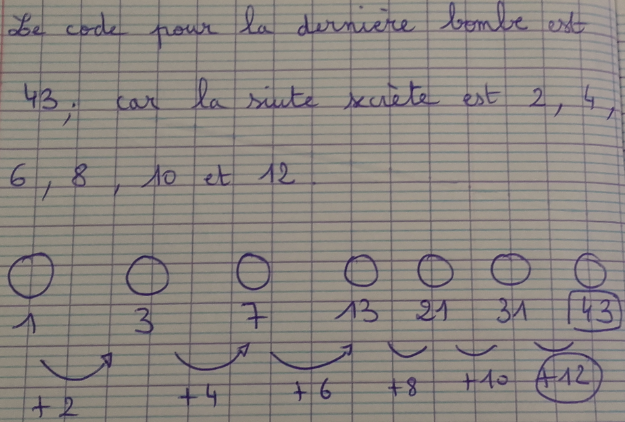 Le code pour la dernière bombe est
43; car la siute secrète est 2, 4,
6, 8, 10 et 12.
1 3 7 13 21 31 43
+2 +4 +6 +8 +10 +12